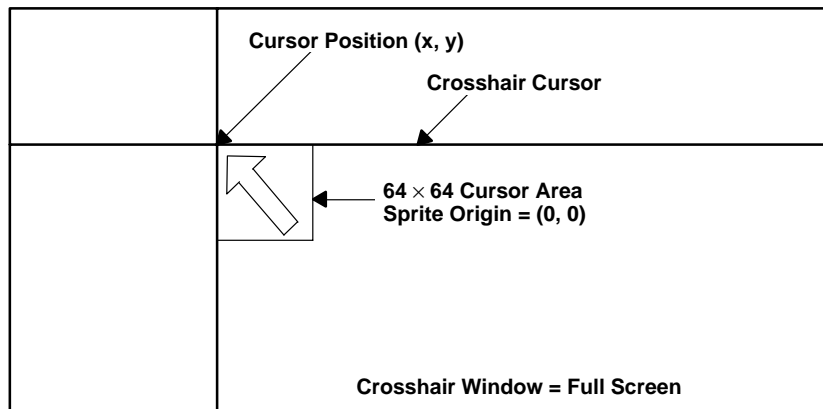 Cursor Position (x, y)
Crosshair Cursor
64 × 64 Cursor Area
Sprite Origin = (0, 0)
Crosshair Window = Full Screen